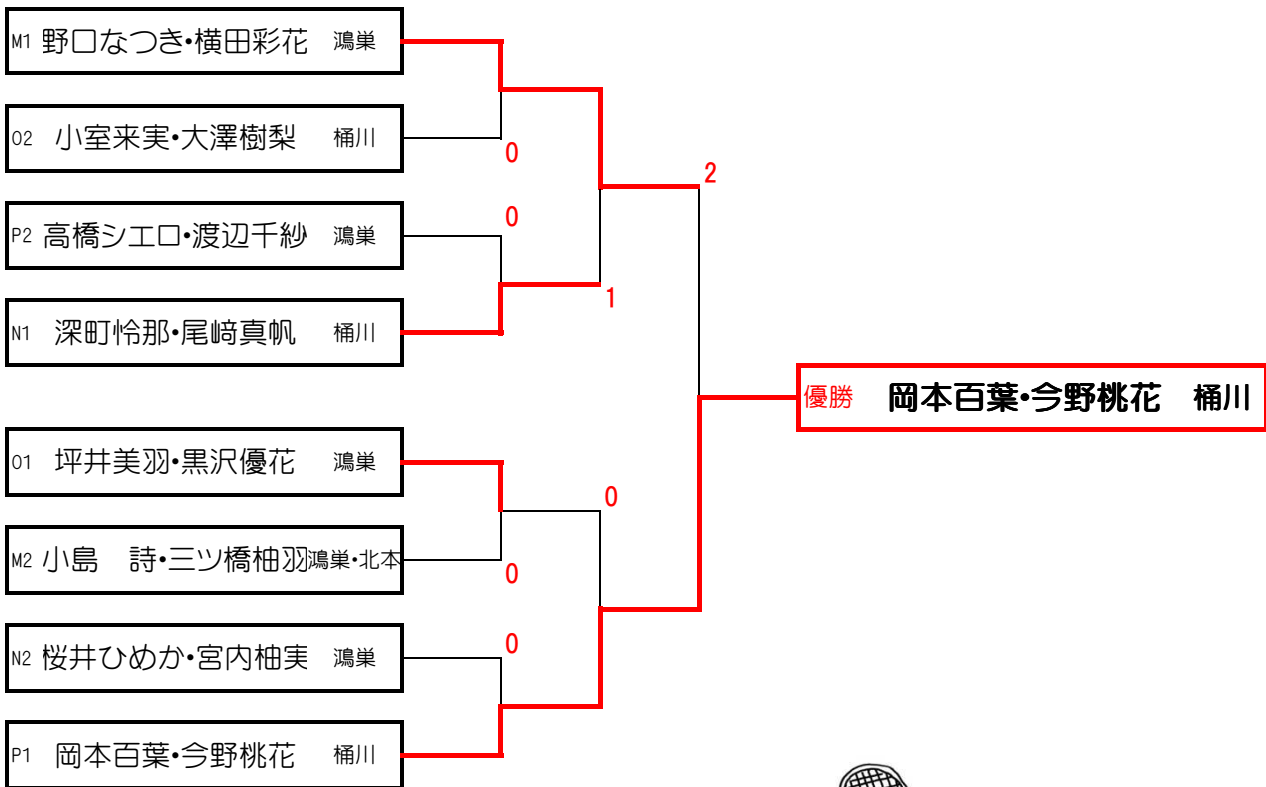 M1 野口なつき・横田彩花 鴻巣
O2 小室来実・大澤樹梨 桶川
0
2
P2 高橋シエロ・渡辺千紗 鴻巣
0
1
N1 深町怜那・尾﨑真帆 桶川
優勝 岡本百葉・今野桃花 桶川
O1 坪井美羽・黒沢優花 鴻巣
0
M2 小島 詩・三ツ橋柚羽 鴻巣・北本
0
N2 桜井ひめか・宮内柚実 鴻巣
0
P1 岡本百葉・今野桃花 桶川